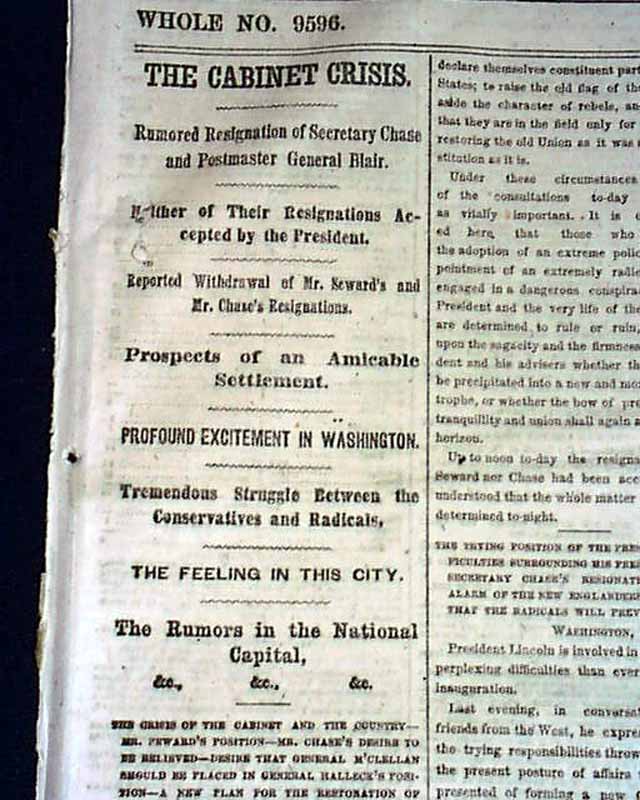 WHOLE NO. 9596.
THE CABINET CRISIS.
Rumored Resignation of Secretary Chase
and Postmaster General Blair.
Neither of Their Resignations Ac-
cepted by the President.
Reported Withdrawal of Mr. Seward's and
Mr. Chase's Resignations.
Prospects of an Amicable
Settlement.
PROFOUND EXCITEMENT IN WASHINGTON.
Tremendous Struggle Between the
Conservatives and Radicals,
THE FEELING IN THIS CITY.
The Rumors in the National
Capital,
&c., &c., &c.
THE CRISIS OF THE CABINET AND THE COUNTRY—
MR. SEWARD'S POSITION—MR. CHASE'S DESIRE TO
BE RELIEVED—DESIRE THAT GENERAL M'CLELLAN
SHOULD BE PLACED IN GENERAL HALLECK'S POSI-
TION—A NEW PLAN FOR THE RESTORATION OF
declare themselves constituent part
States; to raise the old flag of the
aside the character of rebels, an
that they are in the field only for
restoring the old Union as it was a
stitution as it is.
Under these circumstances
of the consultations to-day
as vitally important. It is
ed here, that those who
the adoption of an extreme polic
pointment of an extremely radica
engaged in a dangerous conspira
President and the very life of the
are determined to rule or ruin,
upon the sagacity and the firmness
dent and his advisers whether th
be precipitated into a new and mo
trophe, or whether the bow of pr
tranquility and union shall again a
horizon.
Up to noon to-day the resigna
Seward nor Chase had been acc
understood that the whole matter
determined to-night.
THE TRYING POSITION OF THE PRES
FICULTIES SURROUNDING HIS PRES
SECRETARY CHASE'S RESIGNAT
ALARM OF THE NEW ENGLANDER
THAT THE RADICALS WILL PREV
WASHINGTON,
President Lincoln is involved in
perplexing difficulties than ever
inauguration.
Last evening, in conversat
friends from the West, he expre
the trying responsibilities throw
the present posture of affairs
presented of forming a new